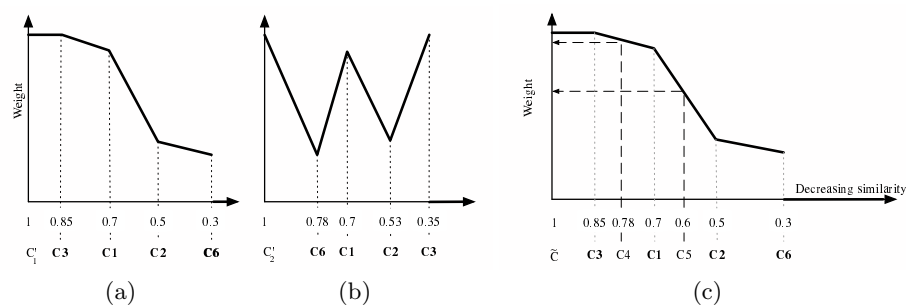 Weight
1 0.85 0.7 0.5 0.3
C'1 C3 C1 C2 C6
(a)
1 0.78 0.7 0.53 0.35
C'2 C6 C1 C2 C3
(b)
Weight
Decreasing similarity
1 0.85 0.78 0.7 0.6 0.5 0.3
C̃ C3 C4 C1 C5 C2 C6
(c)